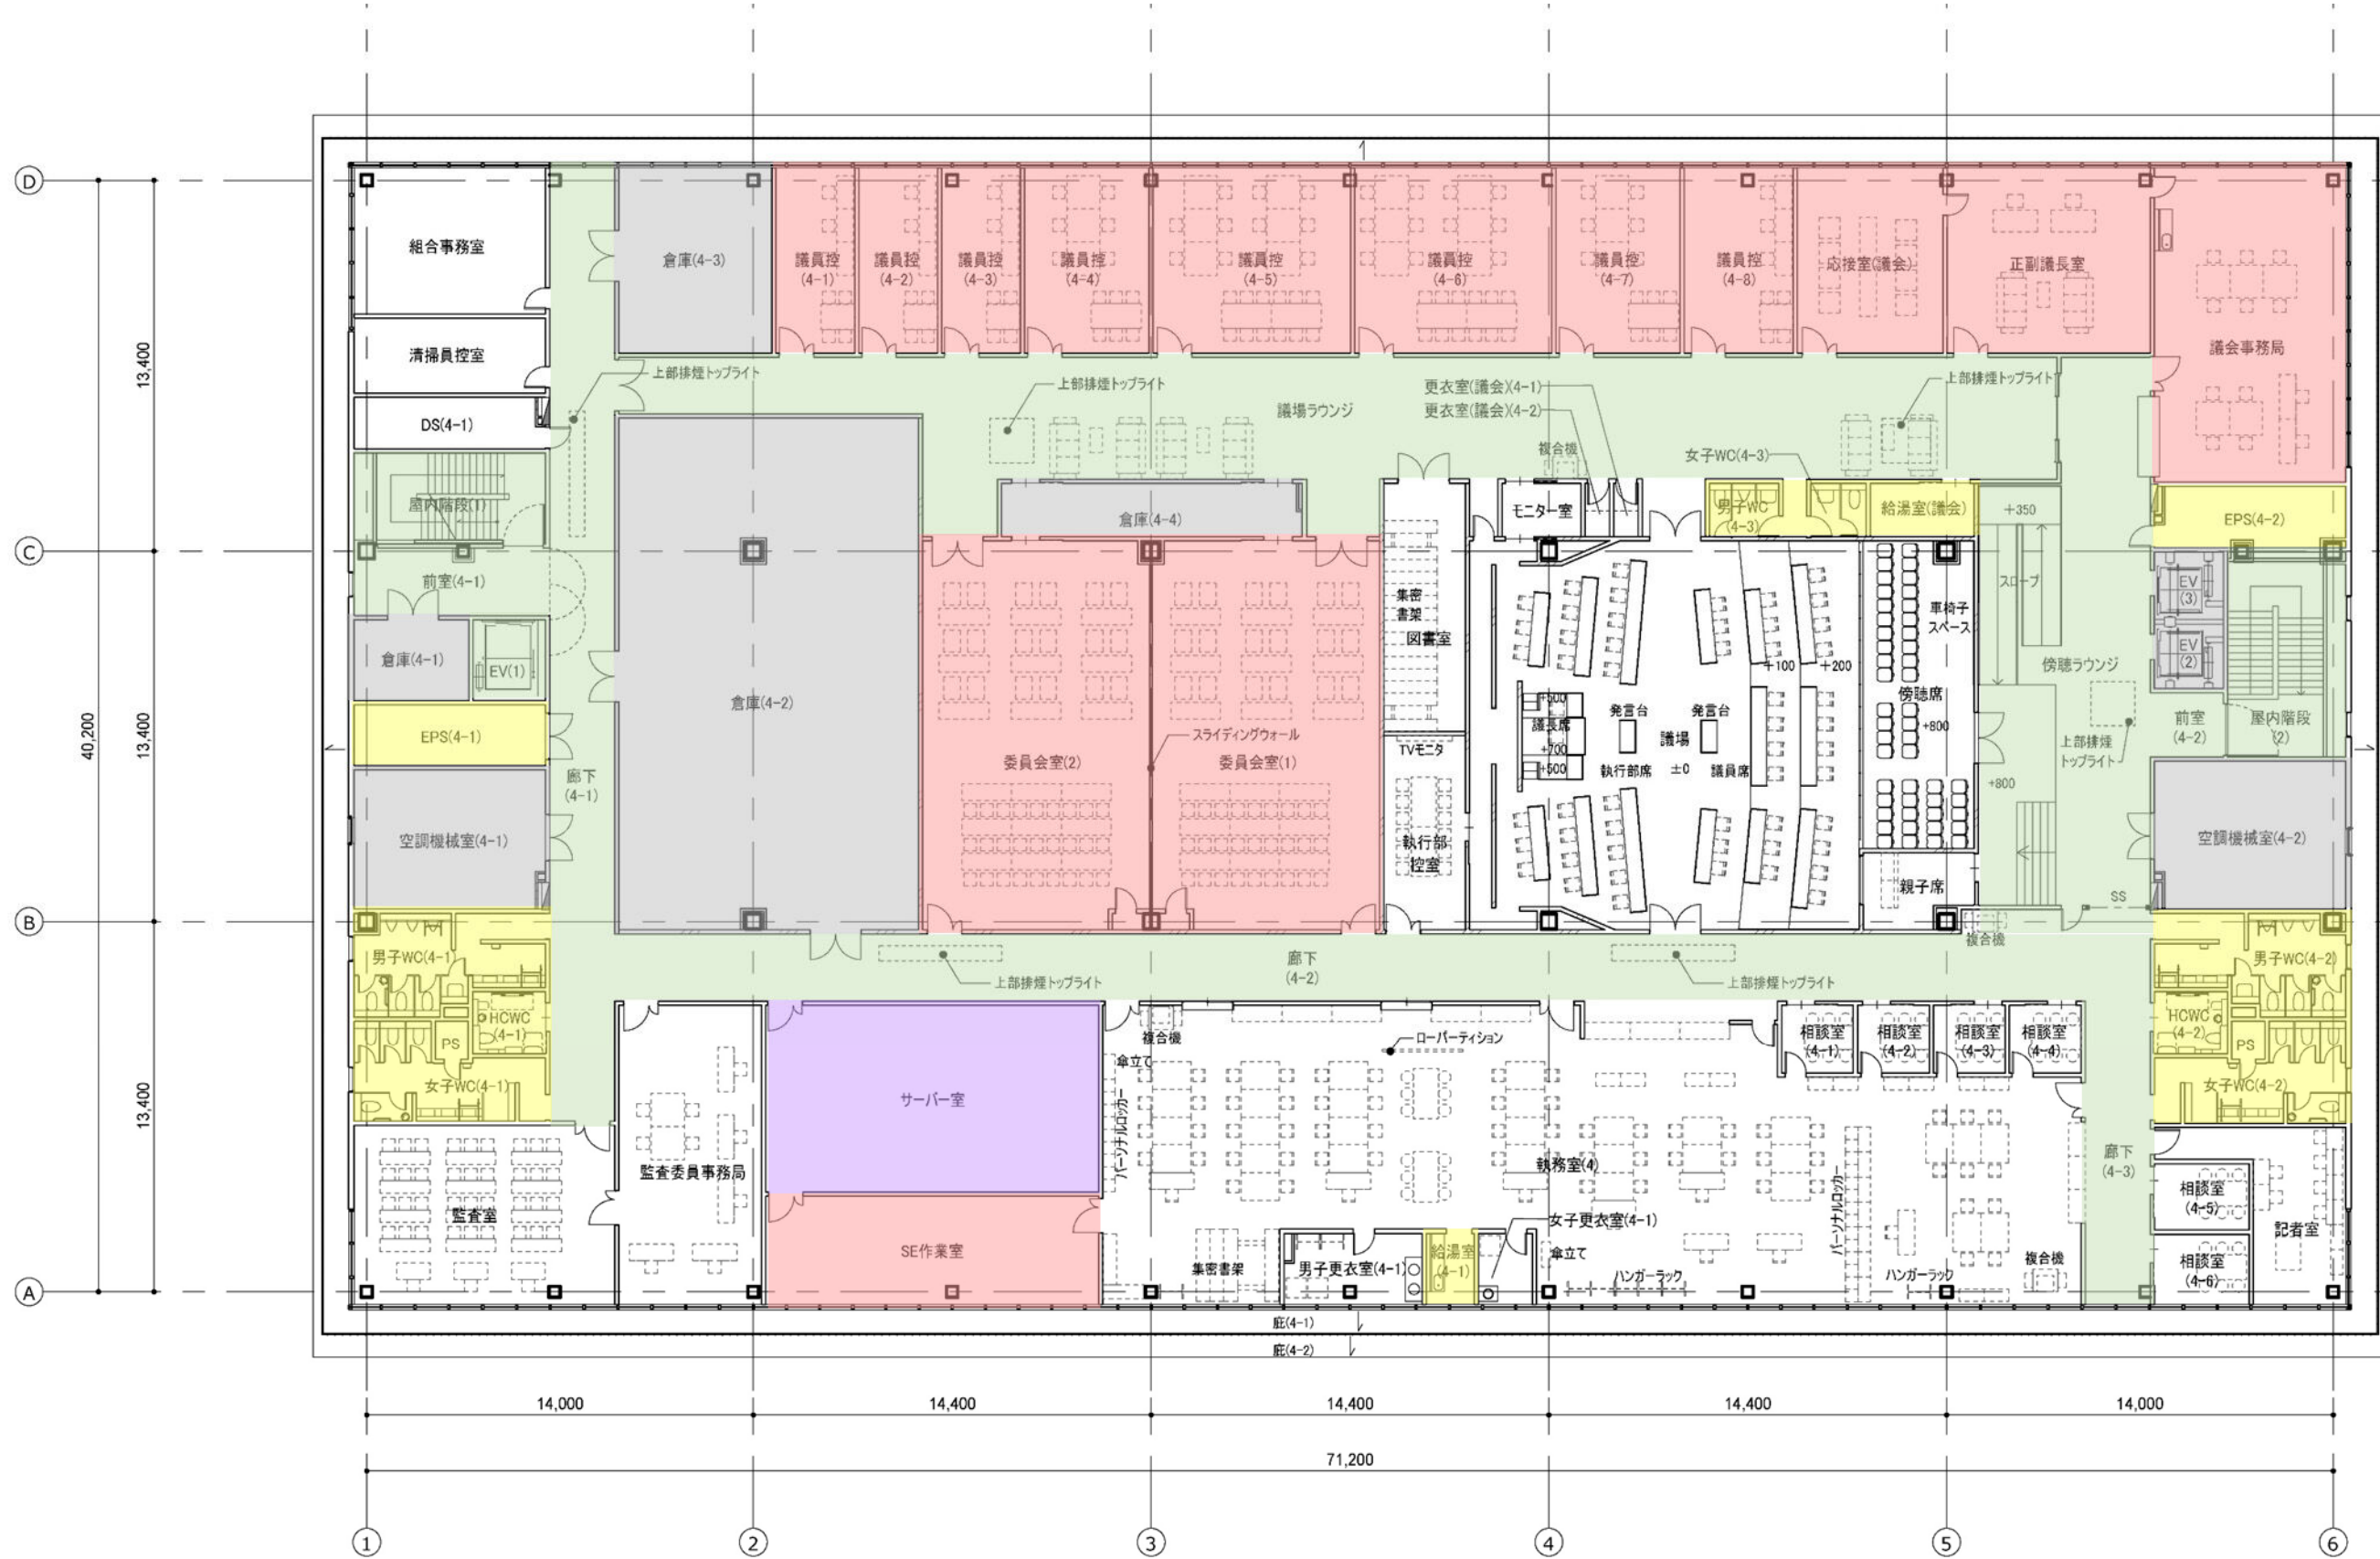 D
組合事務室
倉庫(4-3)
議員控
(4-1)
議員控
(4-2)
議員控
(4-3)
議員控
(4-4)
議員控
(4-5)
議員控
(4-6)
議員控
(4-7)
議員控
(4-8)
応接室(議会)
正副議長室
議会事務局
清掃員控室
DS(4-1)
上部排煙トップライト
上部排煙トップライト
議場ラウンジ
更衣室(議会)(4-1)
更衣室(議会)(4-2)
上部排煙トップライト
複合機
女子WC(4-3)
屋内階段(1)
倉庫(4-4)
モニター室
男子WC
(4-3)
給湯室(議会)
+350
EPS(4-2)
C
前室(4-1)
倉庫(4-1)
EV(1)
集密
書架
図書室
車椅子
スペース
スロープ
EV
(3)
EV
(2)
+100
+200
傍聴ラウンジ
EPS(4-1)
倉庫(4-2)
スライディングウォール
委員会室(2)
委員会室(1)
TVモニタ
+500
議長席
+700
+500
発言台
発言台
議場
執行部席
±0
議員席
傍聴席
+800
前室
(4-2)
屋内階段
(2)
上部排煙
トップライト
+800
廊下
(4-1)
空調機械室(4-1)
執行部
控室
空調機械室(4-2)
親子席
SS
B
複合機
男子WC(4-1)
上部排煙トップライト
廊下
(4-2)
上部排煙トップライト
男子WC(4-2)
HCWC
(4-1)
PS
女子WC(4-1)
HCWC
(4-2)
PS
女子WC(4-2)
サーバー室
複合機
傘立て
ローパーティション
パーソナルロッカー
相談室
(4-1)
相談室
(4-2)
相談室
(4-3)
相談室
(4-4)
監査室
監査委員事務局
執務室(4)
パーソナルロッカー
廊下
(4-3)
相談室
(4-5)
SE作業室
集密書架
男子更衣室(4-1)
給湯室
(4-1)
女子更衣室(4-1)
傘立て
ハンガーラック
ハンガーラック
複合機
相談室
(4-6)
記者室
A
庇(4-1)
庇(4-2)
13,400
13,400
13,400
40,200
14,000
14,400
14,400
14,400
14,000
71,200
1
2
3
4
5
6